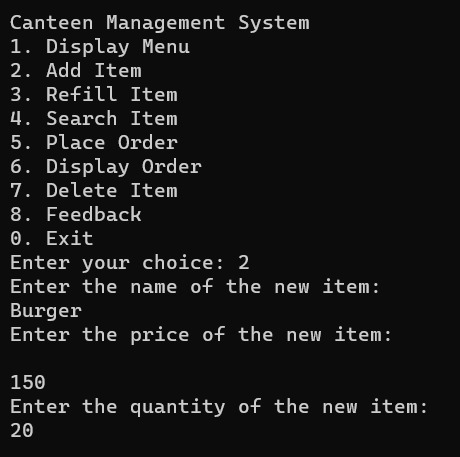 Canteen Management System
1. Display Menu
2. Add Item
3. Refill Item
4. Search Item
5. Place Order
6. Display Order
7. Delete Item
8. Feedback
0. Exit
Enter your choice: 2
Enter the name of the new item:
Burger
Enter the price of the new item:
150
Enter the quantity of the new item:
20